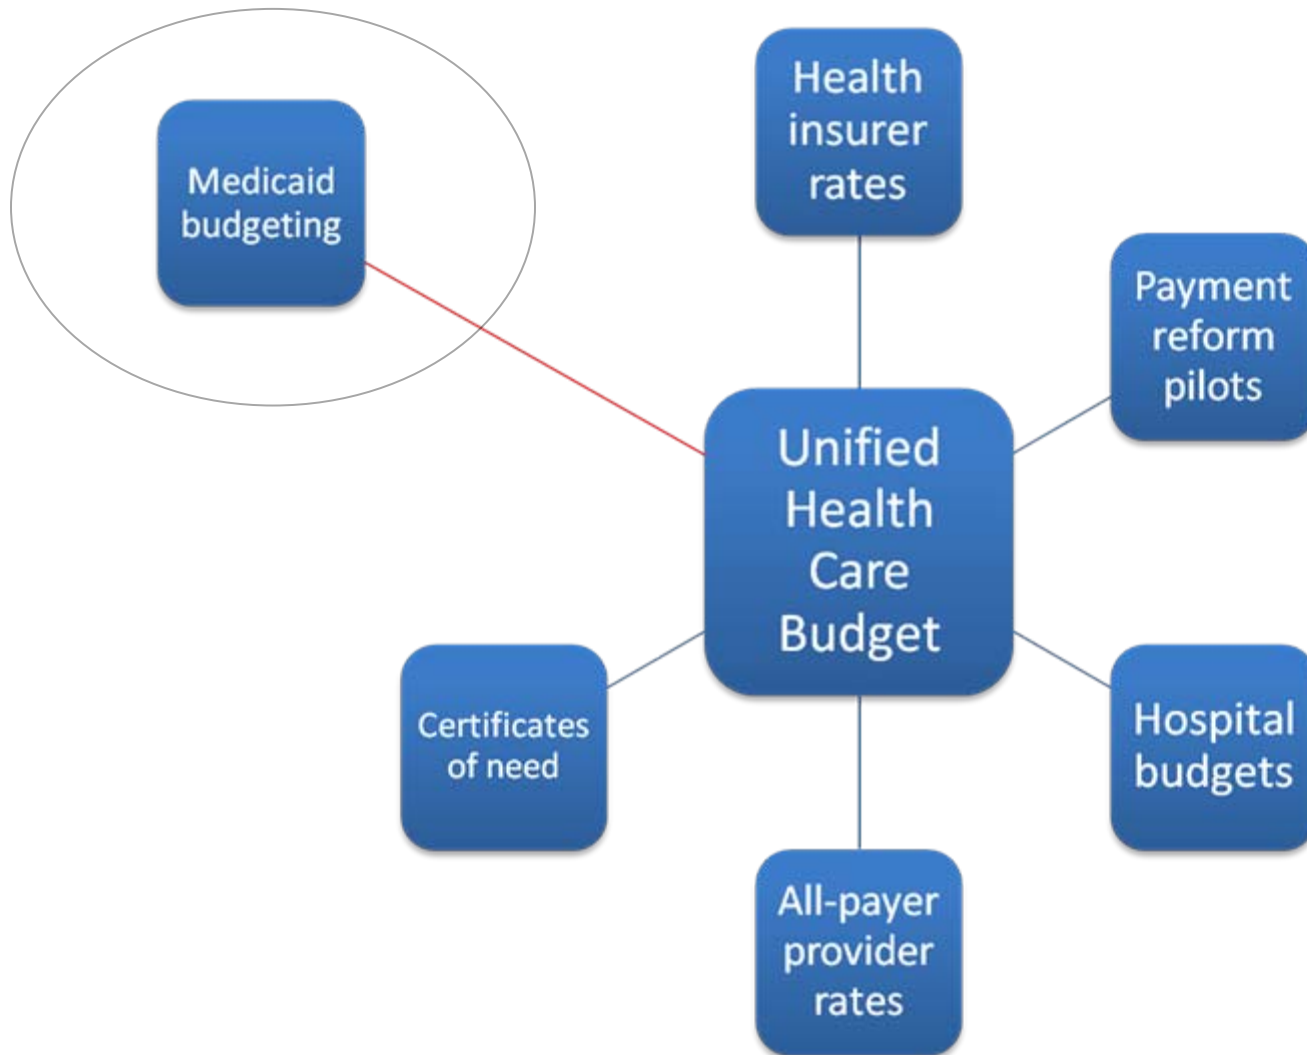 Health
insurer
rates
Medicaid
budgeting
Payment
reform
pilots
Unified
Health
Care
Budget
Certificates
of need
Hospital
budgets
All-payer
provider
rates